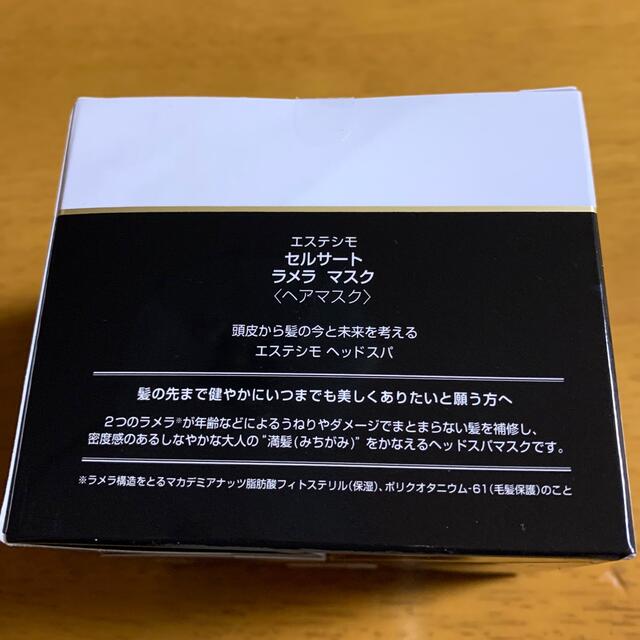 エステシモ
セルサート
ラメラ マスク
〈ヘアマスク〉
頭皮から髪の今と未来を考える
エステシモ ヘッドスパ
髪の先まで健やかにいつまでも美しくありたいと願う方へ
2つのラメラ※が年齢などによるうねりやダメージでまとまらない髪を補修し、
密度感のあるしなやかな大人の“満髪(みちがみ)”をかなえるヘッドスパマスクです。
※ラメラ構造をとるマカデミアナッツ脂肪酸フィトステリル(保湿)、ポリクオタニウム-61(毛髪保護)のこと